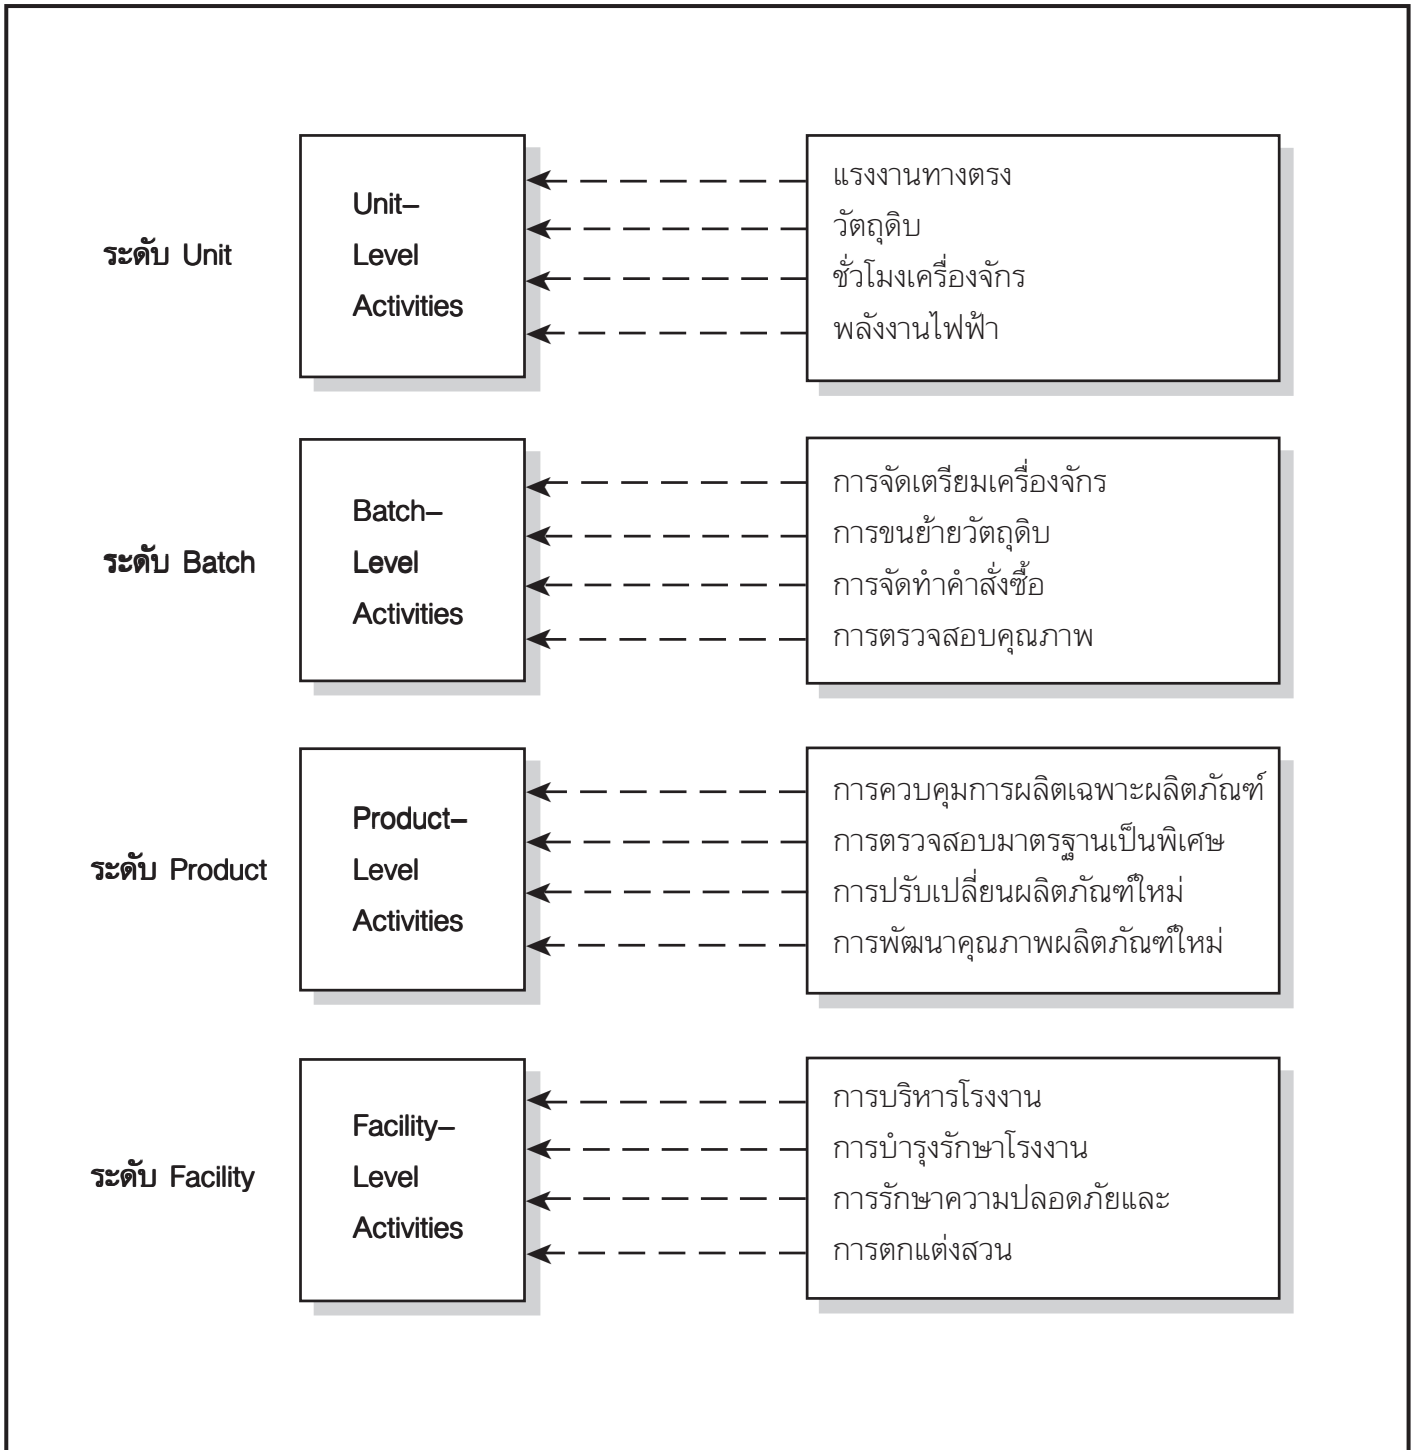 ระดับ Unit
Unit–
Level
Activities
แรงงานทางตรง
วัตถุดิบ
ชั่วโมงเครื่องจักร
พลังงานไฟฟ้า
ระดับ Batch
Batch–
Level
Activities
การจัดเตรียมเครื่องจักร
การขนย้ายวัตถุดิบ
การจัดทำคำสั่งซื้อ
การตรวจสอบคุณภาพ
ระดับ Product
Product–
Level
Activities
การควบคุมการผลิตเฉพาะผลิตภัณฑ์
การตรวจสอบมาตรฐานเป็นพิเศษ
การปรับเปลี่ยนผลิตภัณฑ์ใหม่
การพัฒนาคุณภาพผลิตภัณฑ์ใหม่
ระดับ Facility
Facility–
Level
Activities
การบริหารโรงงาน
การบำรุงรักษาโรงงาน
การรักษาความปลอดภัยและ
การตกแต่งสวน